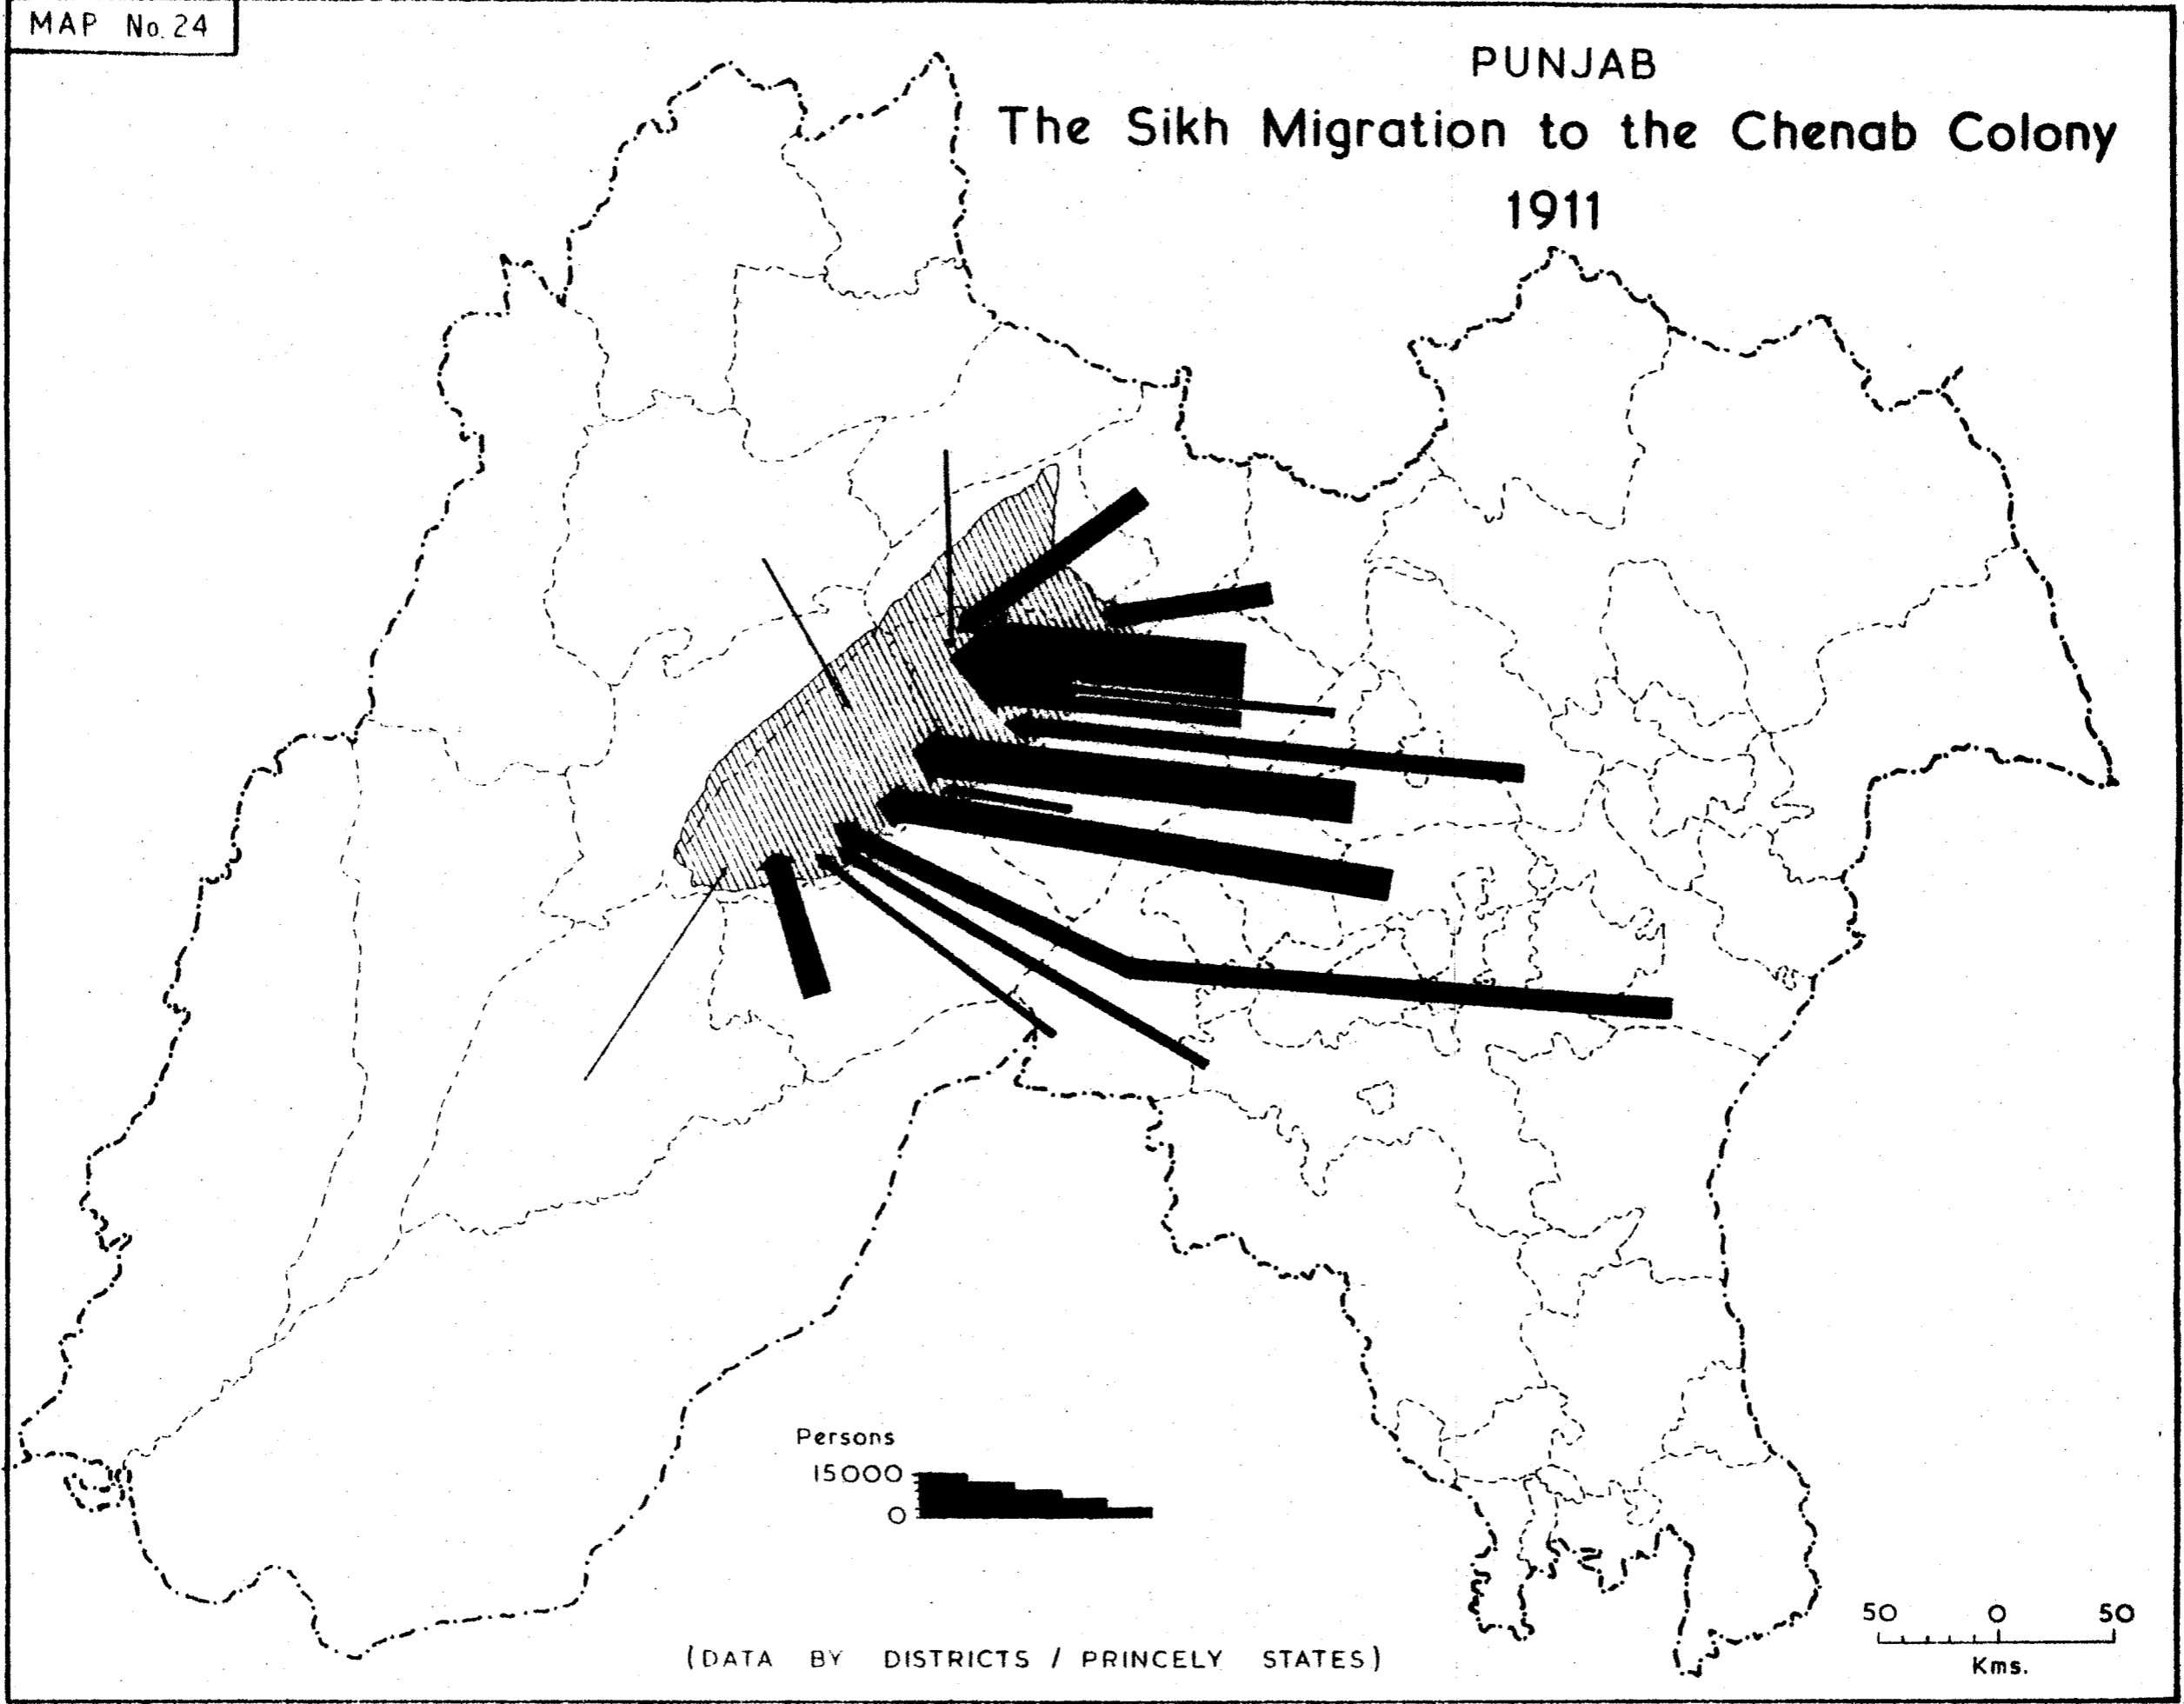 MAP No. 24
PUNJAB
The Sikh Migration to the Chenab Colony
1911
Persons
15000
0
(DATA BY DISTRICTS / PRINCELY STATES)
50 0 50
Kms.